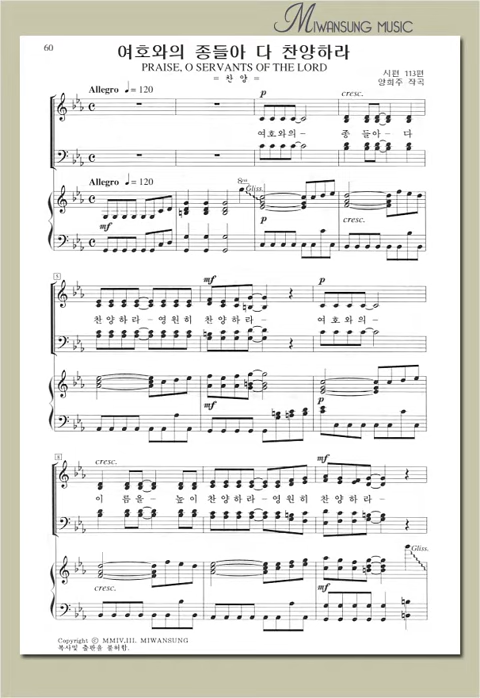 MIWANSUNG MUSIC
60
여호와의 종들아 다 찬양하라
PRAISE, O SERVANTS OF THE LORD
= 찬 양 =
시편 113편
양희주 작곡
Allegro ♩= 120
p cresc.
여호와의- 종 들아- 다
Allegro ♩= 120
8va Gliss.
mf p cresc.
5
mf p
찬양하라- 영원히 찬양하라- 여호와의-
mf p
8
cresc. mf
이 름을- 높이 찬양하라- 영원히 찬양하라-
Gliss.
cresc. mf
Copyright Ⓒ MMIV.III. MIWANSUNG
복사및 출판을 불허함.